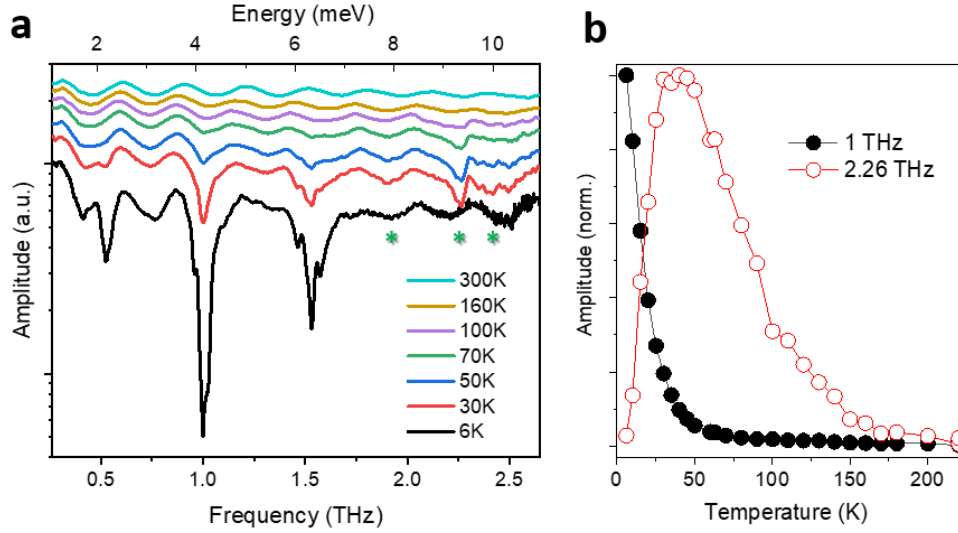 a
Energy (meV)
2 4 6 8 10
Amplitude (a.u.)
* * *
300K
160K
100K
70K
50K
30K
6K
0.5 1.0 1.5 2.0 2.5
Frequency (THz)
b
Amplitude (norm.)
1 THz
2.26 THz
0 50 100 150 200
Temperature (K)